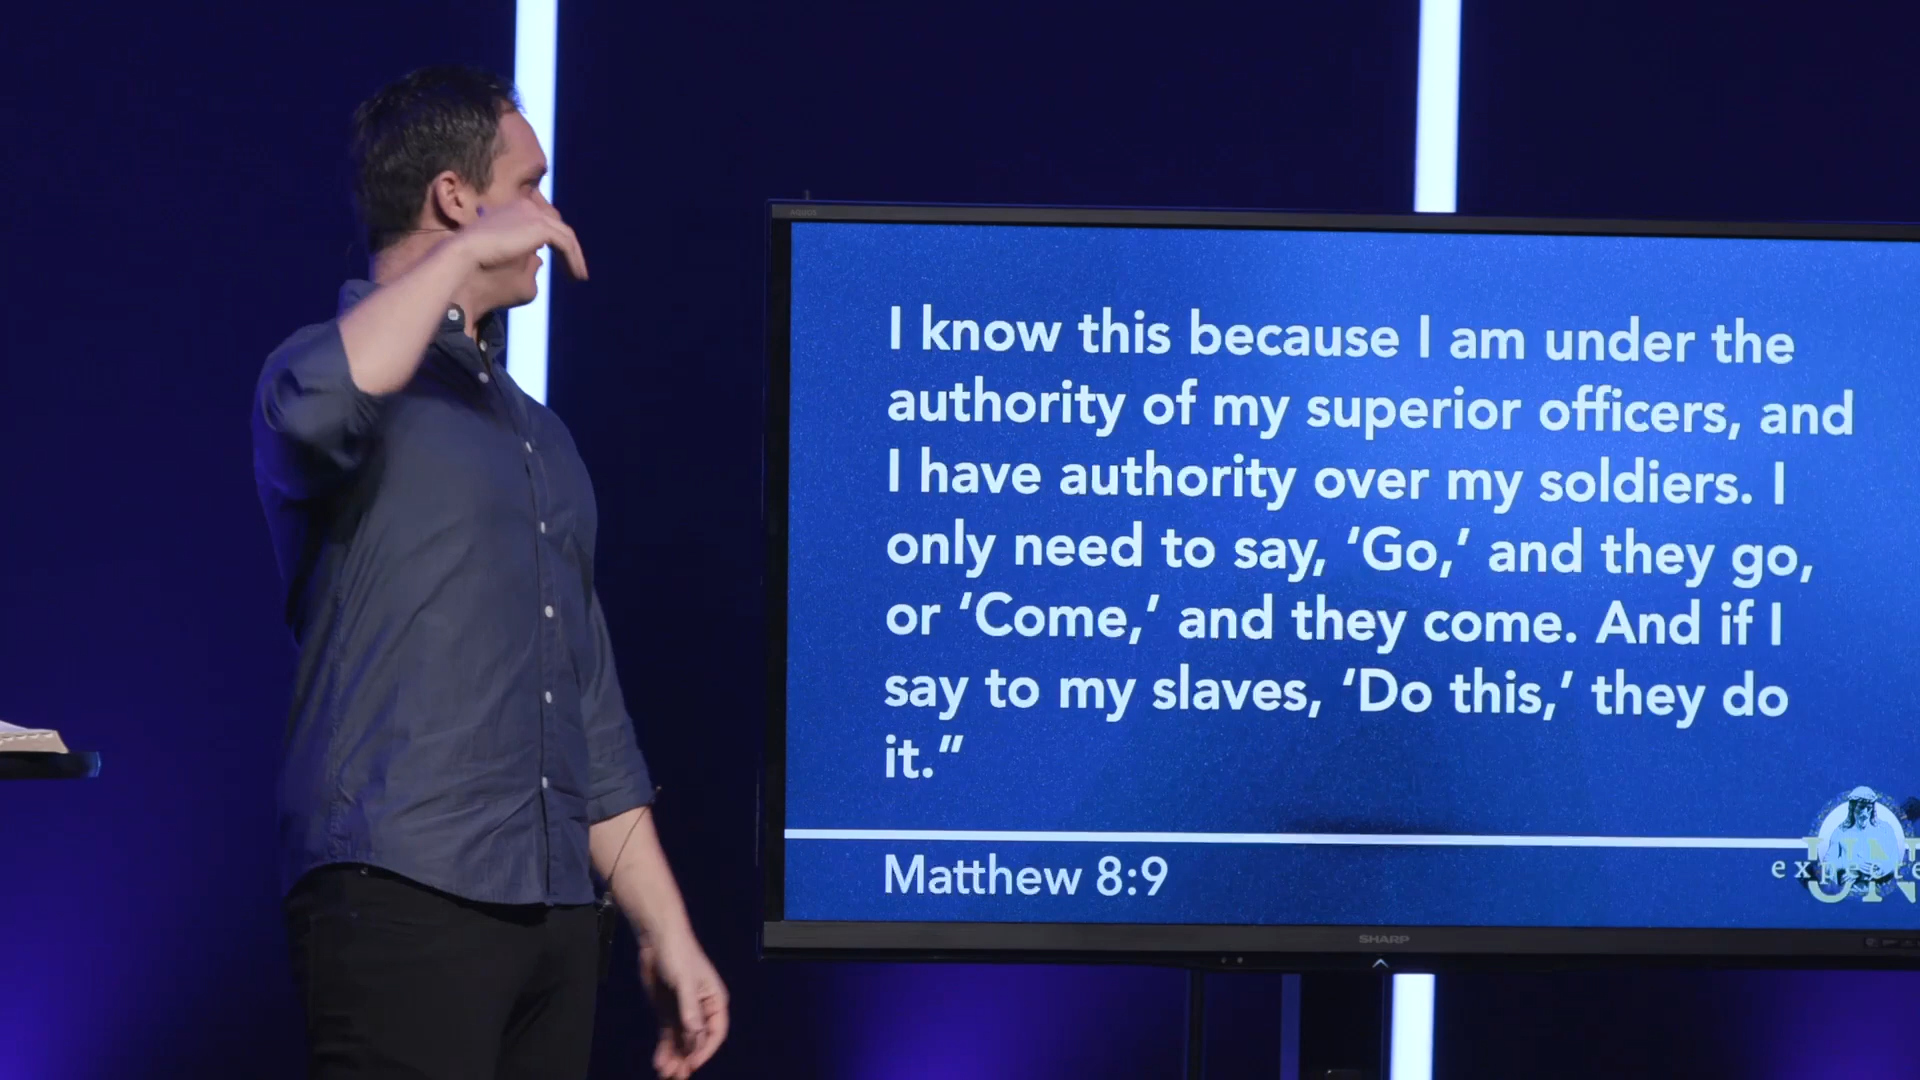 AQUOS
I know this because I am under the
authority of my superior officers, and
I have authority over my soldiers. I
only need to say, ‘Go,’ and they go,
or ‘Come,’ and they come. And if I
say to my slaves, ‘Do this,’ they do
it.”
Matthew 8:9
SHARP